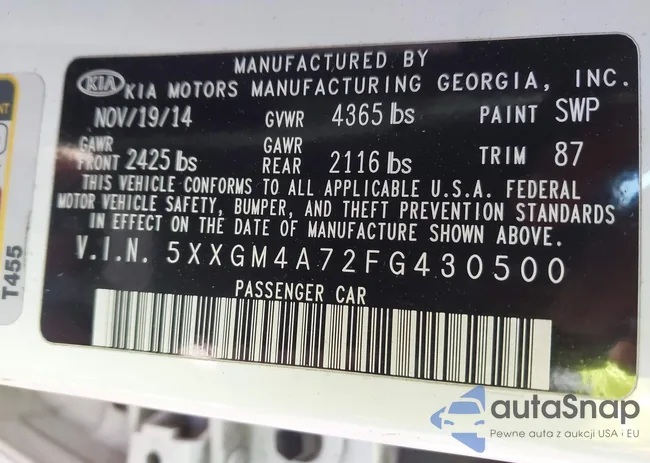 MANUFACTURED BY
KIA KIA MOTORS MANUFACTURING GEORGIA, INC.
NOV/19/14 GVWR 4365 lbs PAINT SWP
GAWR FRONT 2425 lbs GAWR REAR 2116 lbs TRIM 87
THIS VEHICLE CONFORMS TO ALL APPLICABLE U.S.A. FEDERAL
MOTOR VEHICLE SAFETY, BUMPER, AND THEFT PREVENTION STANDARDS
IN EFFECT ON THE DATE OF MANUFACTURE SHOWN ABOVE.
V.I.N. 5XXGM4A72FG430500
PASSENGER CAR
T455
autaSnap
Pewne auta z aukcji USA i EU